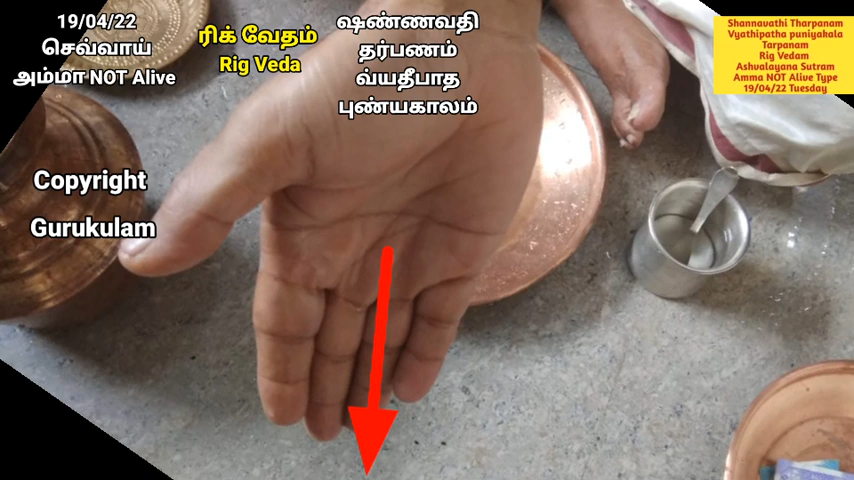 19/04/22
செவ்வாய்
அம்மா NOT Alive
ரிக் வேதம்
Rig Veda
ஷண்ணவதி
தர்பணம்
வ்யதீபாத
புண்யகாலம்
Shannavathi Tharpanam
Vyathipatha puniyakala
Tarpanam
Rig Vedam
Ashvalayana Sutram
Amma NOT Alive Type
19/04/22 Tuesday
Copyright
Gurukulam